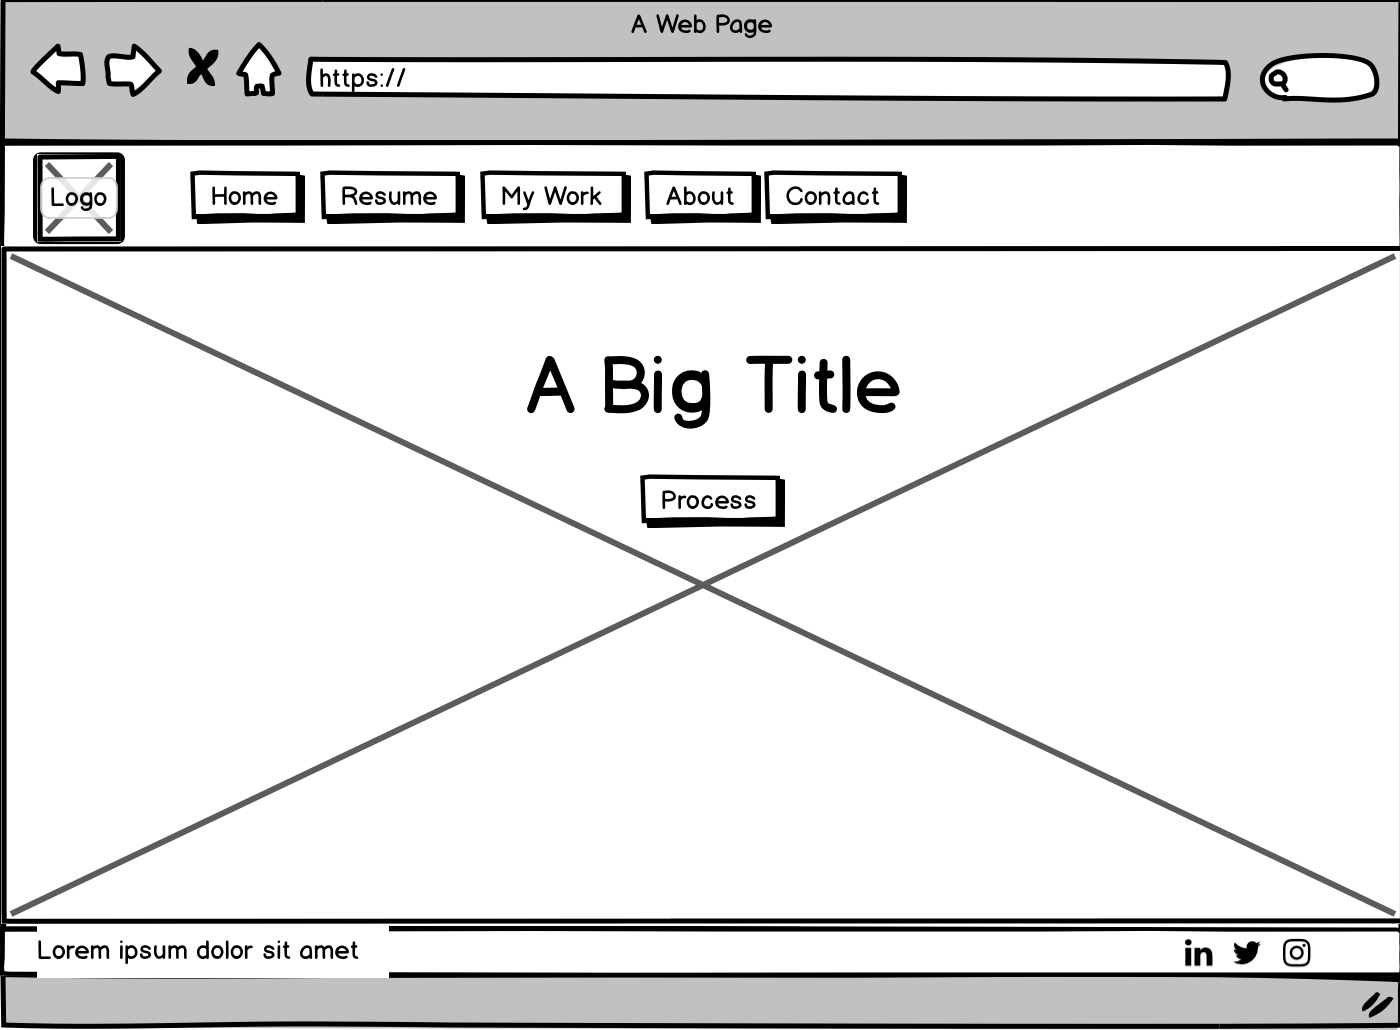 A Web Page
https://
Logo
Home
Resume
My Work
About
Contact
A Big Title
Process
Lorem ipsum dolor sit amet
in